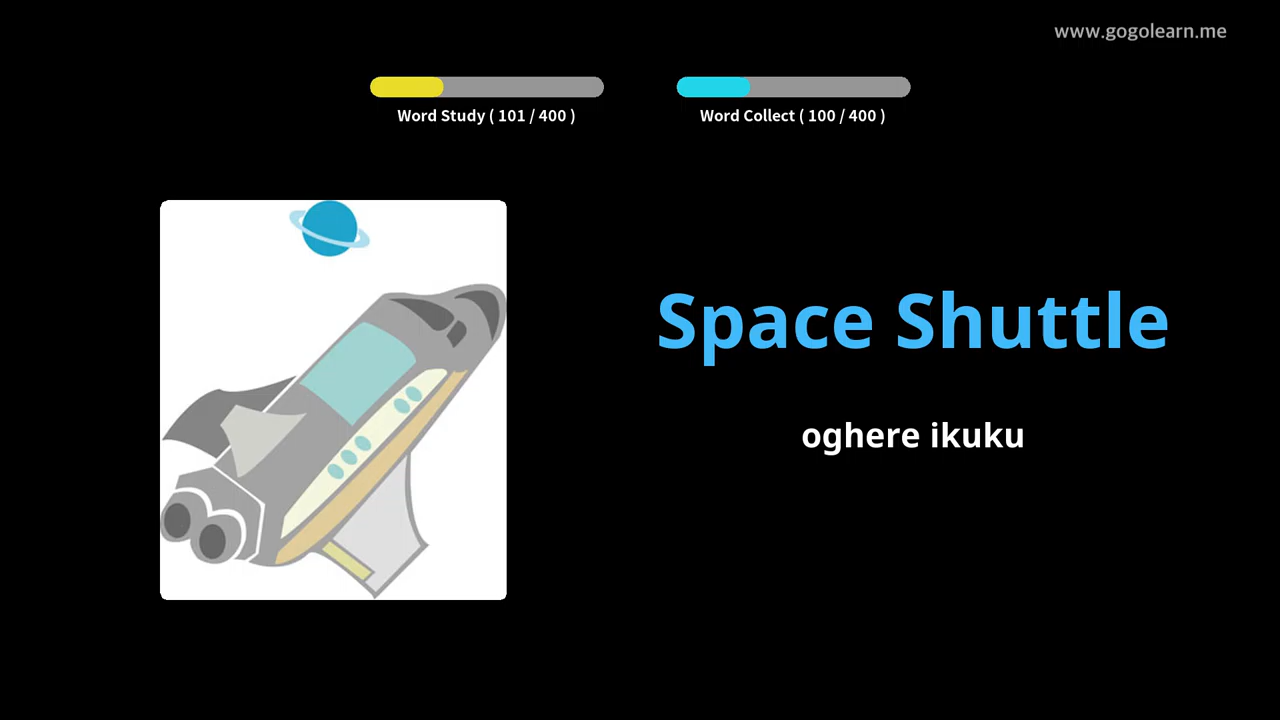 www.gogolearn.me
Word Study ( 101 / 400 )
Word Collect ( 100 / 400 )
Space Shuttle
oghere ikuku